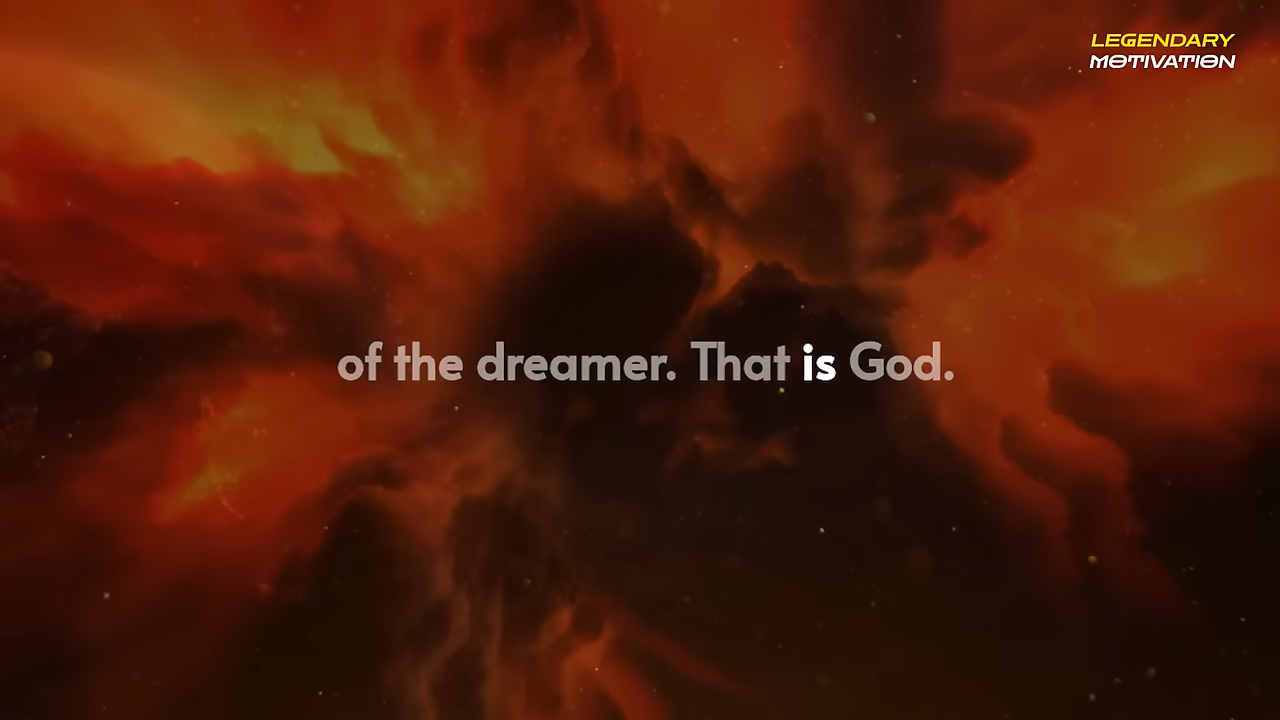 LEGENDARY
MOTIVATION
of the dreamer. That is God.